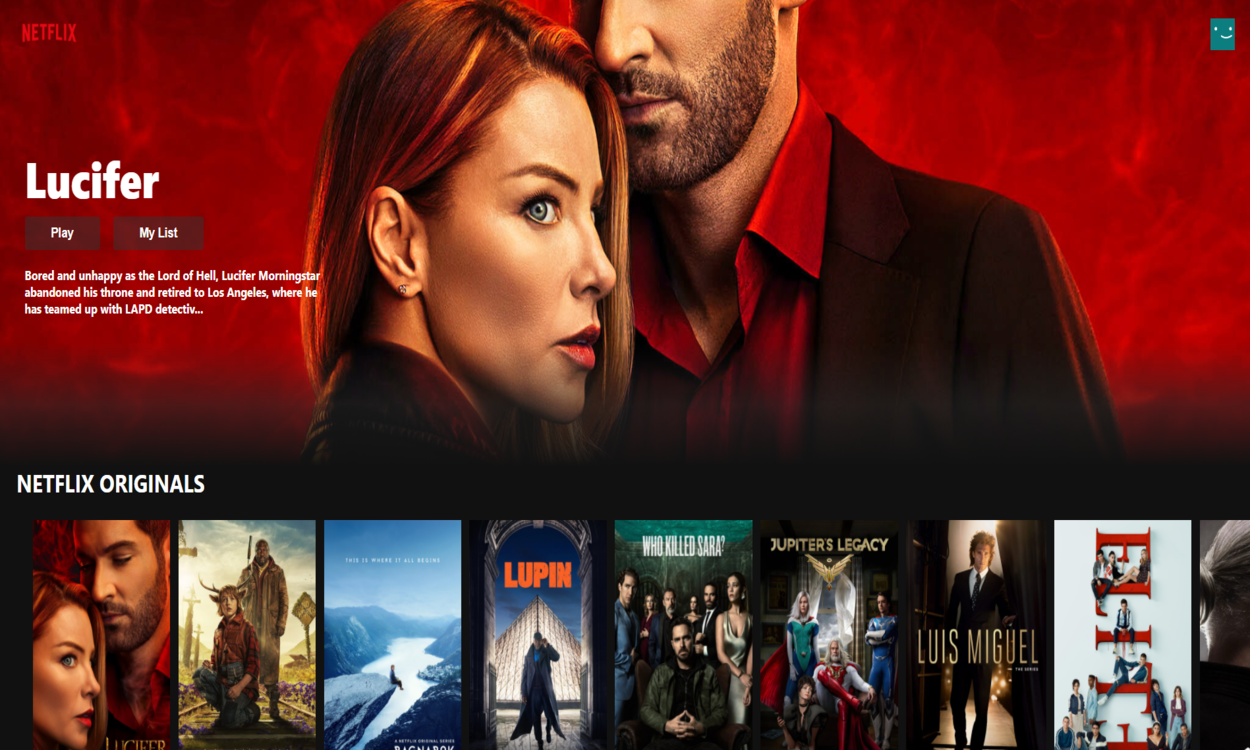 NETFLIX
Lucifer
Play
My List
Bored and unhappy as the Lord of Hell, Lucifer Morningstar
abandoned his throne and retired to Los Angeles, where he
has teamed up with LAPD detectiv...
NETFLIX ORIGINALS
LUCIFER
THIS IS WHERE IT ALL BEGINS
A NETFLIX ORIGINAL SERIES
RAGNAROK
LUPIN
WHO KILLED SARA?
JUPITER'S LEGACY
LUIS MIGUEL
THE SERIES